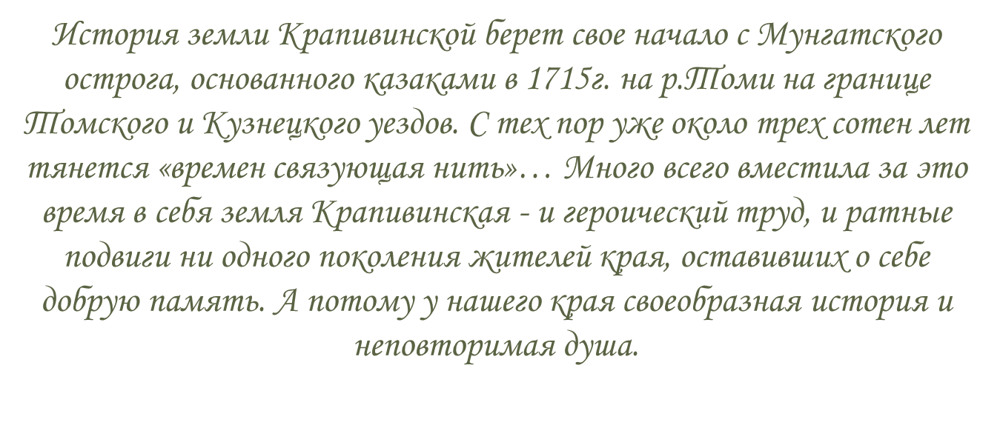 История земли Крапивинской берет свое начало с Мунгатского
острога, основанного казаками в 1715г. на р.Томи на границе
Томского и Кузнецкого уездов. С тех пор уже около трех сотен лет
тянется «времен связующая нить»… Много всего вместила за это
время в себя земля Крапивинская - и героический труд, и ратные
подвиги ни одного поколения жителей края, оставивших о себе
добрую память. А потому у нашего края своеобразная история и
неповторимая душа.